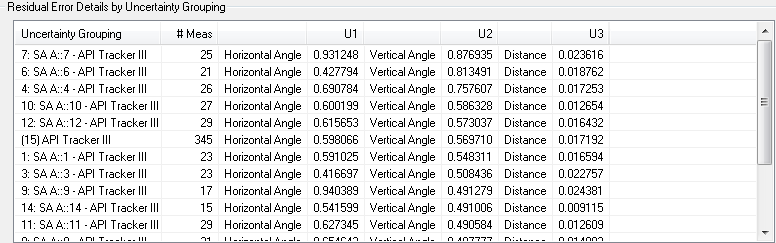 Residual Error Details by Uncertainty Grouping
Uncertainty Grouping # Meas U1 U2 U3
7: SA A::7 - API Tracker III 25 Horizontal Angle 0.931248 Vertical Angle 0.876935 Distance 0.023616
6: SA A::6 - API Tracker III 21 Horizontal Angle 0.427794 Vertical Angle 0.813491 Distance 0.018762
4: SA A::4 - API Tracker III 26 Horizontal Angle 0.690784 Vertical Angle 0.757607 Distance 0.017253
10: SA A::10 - API Tracker III 27 Horizontal Angle 0.600199 Vertical Angle 0.586328 Distance 0.012654
12: SA A::12 - API Tracker III 29 Horizontal Angle 0.615653 Vertical Angle 0.573037 Distance 0.016432
(15) API Tracker III 345 Horizontal Angle 0.598066 Vertical Angle 0.569710 Distance 0.017192
1: SA A::1 - API Tracker III 23 Horizontal Angle 0.591025 Vertical Angle 0.548311 Distance 0.016594
3: SA A::3 - API Tracker III 23 Horizontal Angle 0.416697 Vertical Angle 0.508436 Distance 0.022757
9: SA A::9 - API Tracker III 17 Horizontal Angle 0.940389 Vertical Angle 0.491279 Distance 0.024381
14: SA A::14 - API Tracker III 15 Horizontal Angle 0.541599 Vertical Angle 0.491006 Distance 0.009115
11: SA A::11 - API Tracker III 29 Horizontal Angle 0.627345 Vertical Angle 0.490584 Distance 0.012609